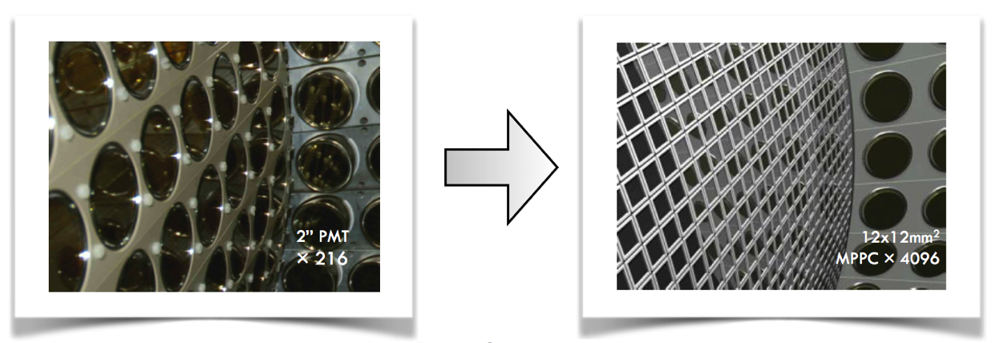 2” PMT
× 216
12x12mm²
MPPC × 4096